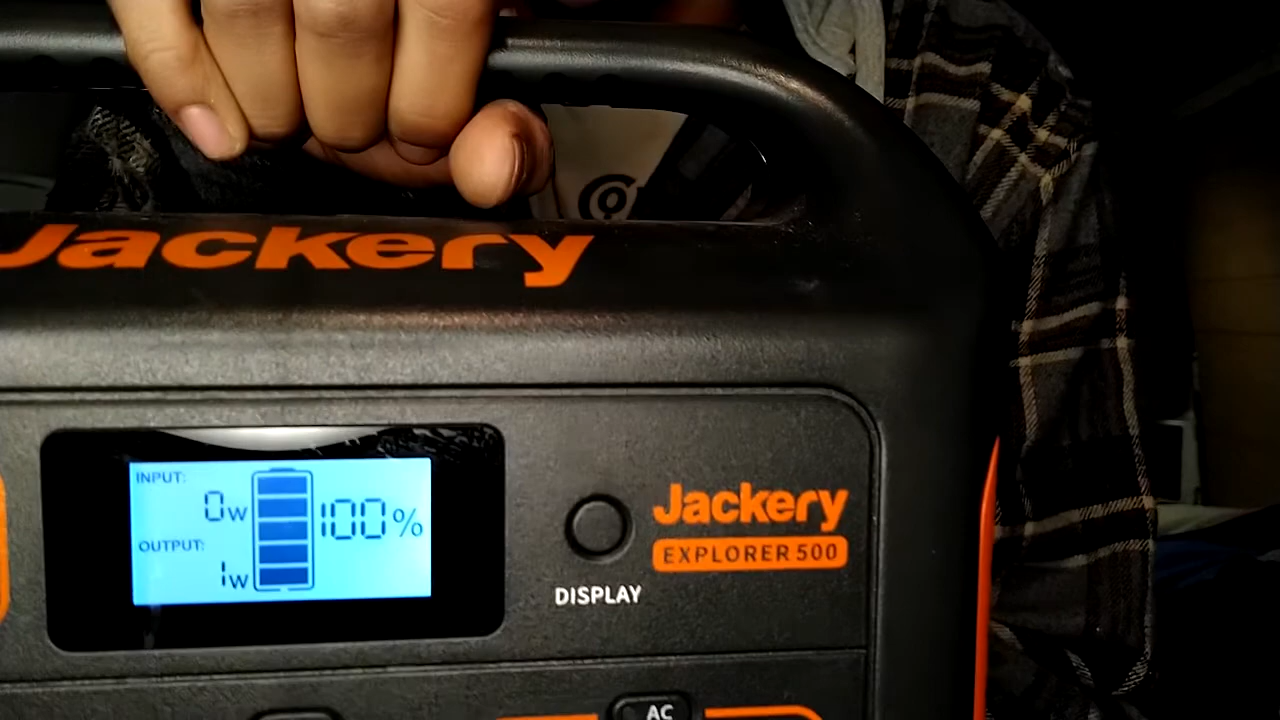 Jackery
INPUT:
0W
100%
OUTPUT:
1W
Jackery
EXPLORER 500
DISPLAY
AC